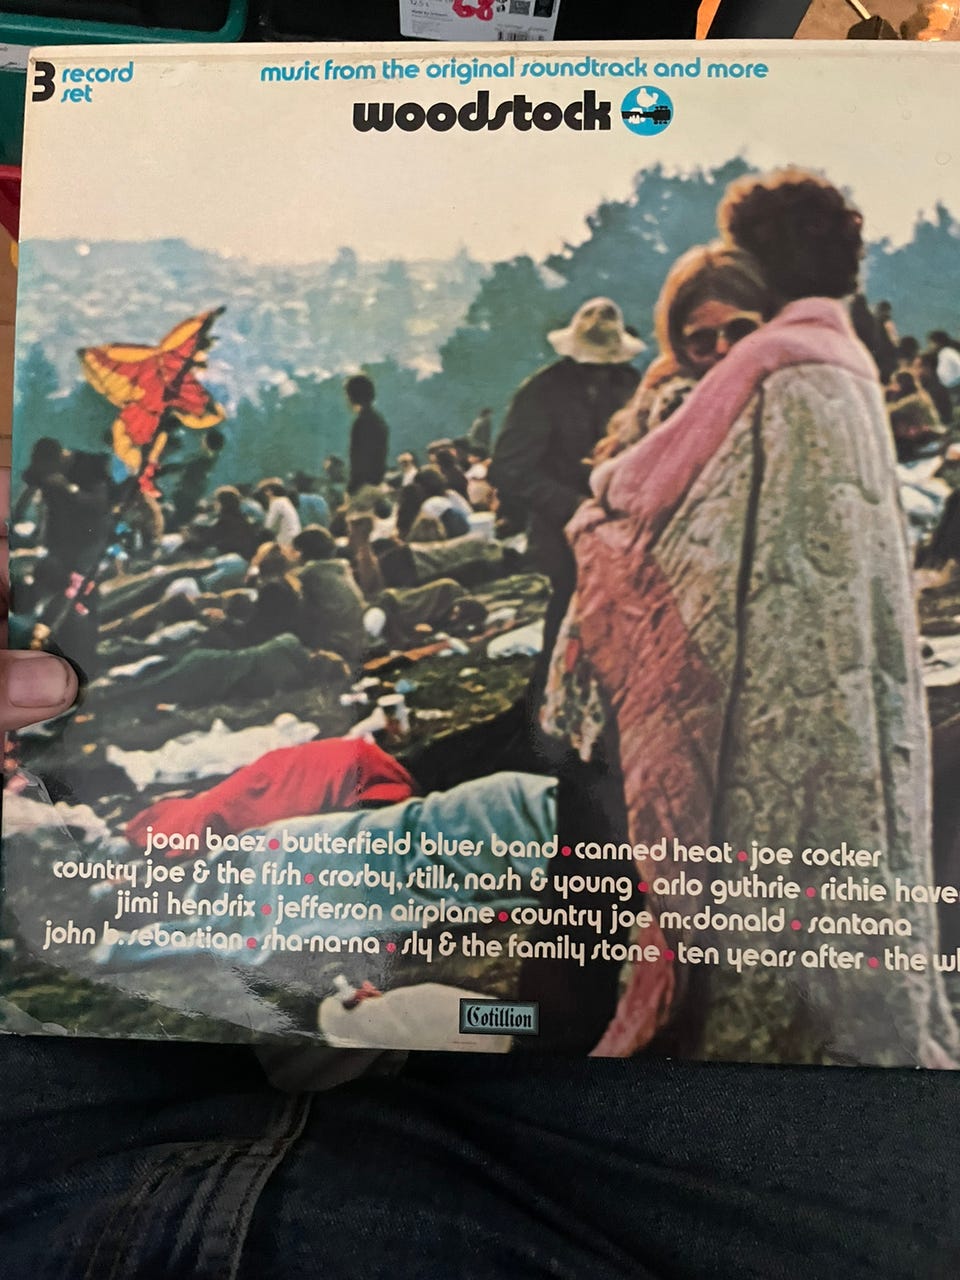 3 record
set
music from the original soundtrack and more
woodstock
joan baez • butterfield blues band • canned heat • joe cocker
country joe & the fish • crosby, stills, nash & young • arlo guthrie • richie have
jimi hendrix • jefferson airplane • country joe mcdonald • santana
john b. sebastian • sha-na-na • sly & the family stone • ten years after • the w
Cotillion